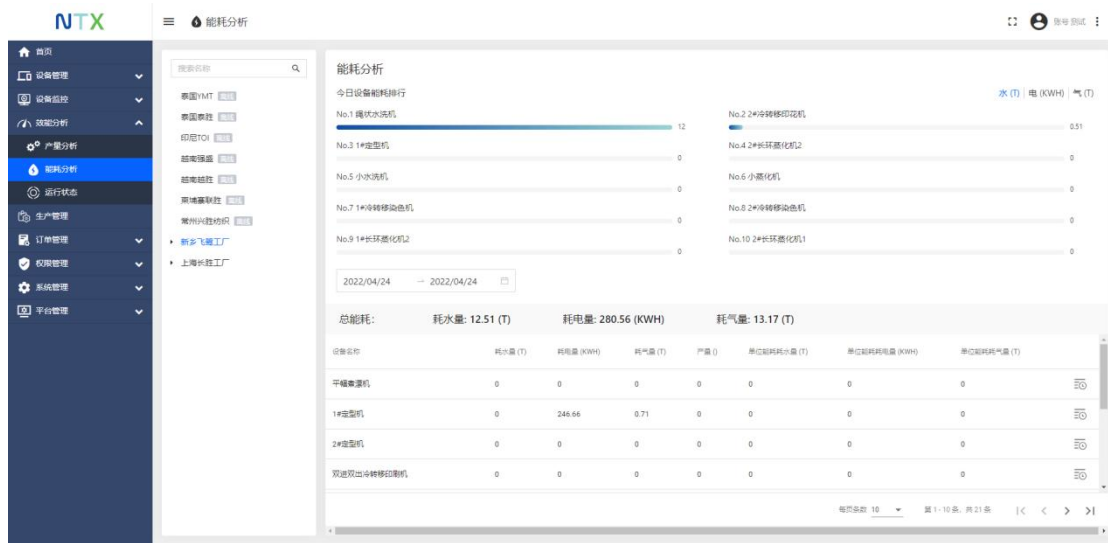 NTX
能耗分析
账号测试
首页
设备管理
设备监控
效能分析
产量分析
能耗分析
运行状态
生产管理
订单管理
权限管理
系统管理
平台管理
搜索名称
泰国YMT 离线
泰国泰胜 离线
印尼TOI 离线
越南强盛 离线
越南越胜 离线
柬埔寨联胜 离线
常州兴胜纺织 离线
新乡飞鹭工厂
上海长胜工厂
能耗分析
今日设备能耗排行
水 (T) | 电 (KWH) | 气 (T)
No.1 绳状水洗机
12
No.2 2#冷转移印花机
0.51
No.3 1#定型机
0
No.4 2#长环蒸化机2
0
No.5 小水洗机
0
No.6 小蒸化机
0
No.7 1#冷转移染色机
0
No.8 2#冷转移染色机
0
No.9 1#长环蒸化机2
0
No.10 2#长环蒸化机1
0
2022/04/24 → 2022/04/24
总能耗: 耗水量: 12.51 (T) 耗电量: 280.56 (KWH) 耗气量: 13.17 (T)
设备名称 耗水量 (T) 耗电量 (KWH) 耗气量 (T) 产量 () 单位能耗耗水量 (T) 单位能耗耗电量 (KWH) 单位能耗耗气量 (T)
平幅煮漂机 0 0 0 0 0 0 0
1#定型机 0 246.66 0.71 0 0 0 0
2#定型机 0 0 0 0 0 0 0
双进双出冷转移印刷机 0 0 0 0 0 0 0
每页条数 10 第 1 - 10 条, 共 21 条